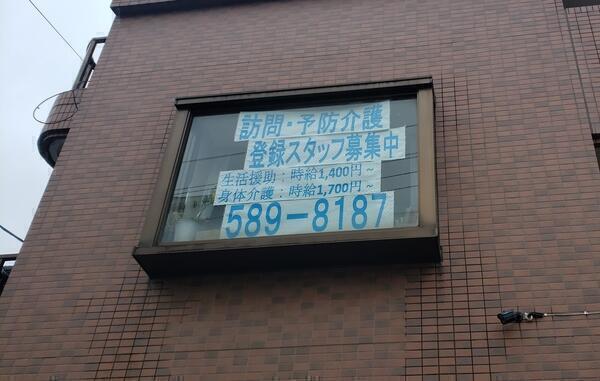 訪問・予防介護
登録スタッフ募集中
生活援助：時給1,400円~
身体介護：時給1,700円~
589-8187